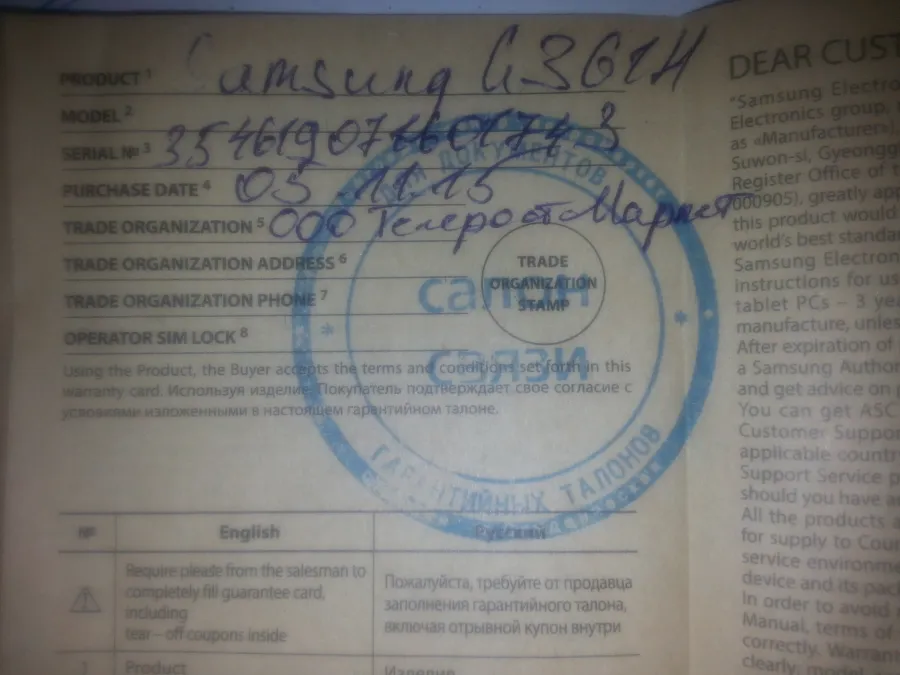 Samsung G361H
PRODUCT 1
MODEL 2
SERIAL № 3 354619071601743
PURCHASE DATE 4 05.11.15
TRADE ORGANIZATION 5 ООО Телерост Маркет
TRADE ORGANIZATION ADDRESS 6
TRADE ORGANIZATION PHONE 7
OPERATOR SIM LOCK 8
Using the Product, the Buyer accepts the terms and conditions set forth in this
warranty card. Используя изделие, Покупатель подтверждает свое согласие с
условиями изложенными в настоящем гарантийном талоне.
TRADE
ORGANIZATION
STAMP
ДОКУМЕНТОВ
салон
связи
ГАРАНТИЙНЫХ ТАЛОНОВ
№ English Русский
Require please from the salesman to
completely fill guarantee card,
including
tear – off coupons inside
Пожалуйста, требуйте от продавца
заполнения гарантийного талона,
включая отрывной купон внутри
1 Product Изделие
DEAR CUST
"Samsung Electro
Electronics group,
as «Manufacturer»)
Suwon-si, Gyeongg
Register Office of t
000905), greatly app
this product would
world's best standa
Samsung Electron
instructions for us
tablet PCs – 3 yea
manufacture, unles
After expiration of
a Samsung Author
and get advice on
You can get ASC
Customer Suppor
applicable countr
Support Service p
should you have a
All the products a
for supply to Cou
service environme
device and its pac
In order to avoid
Manual, terms of
correctly. Warran
clearly, model